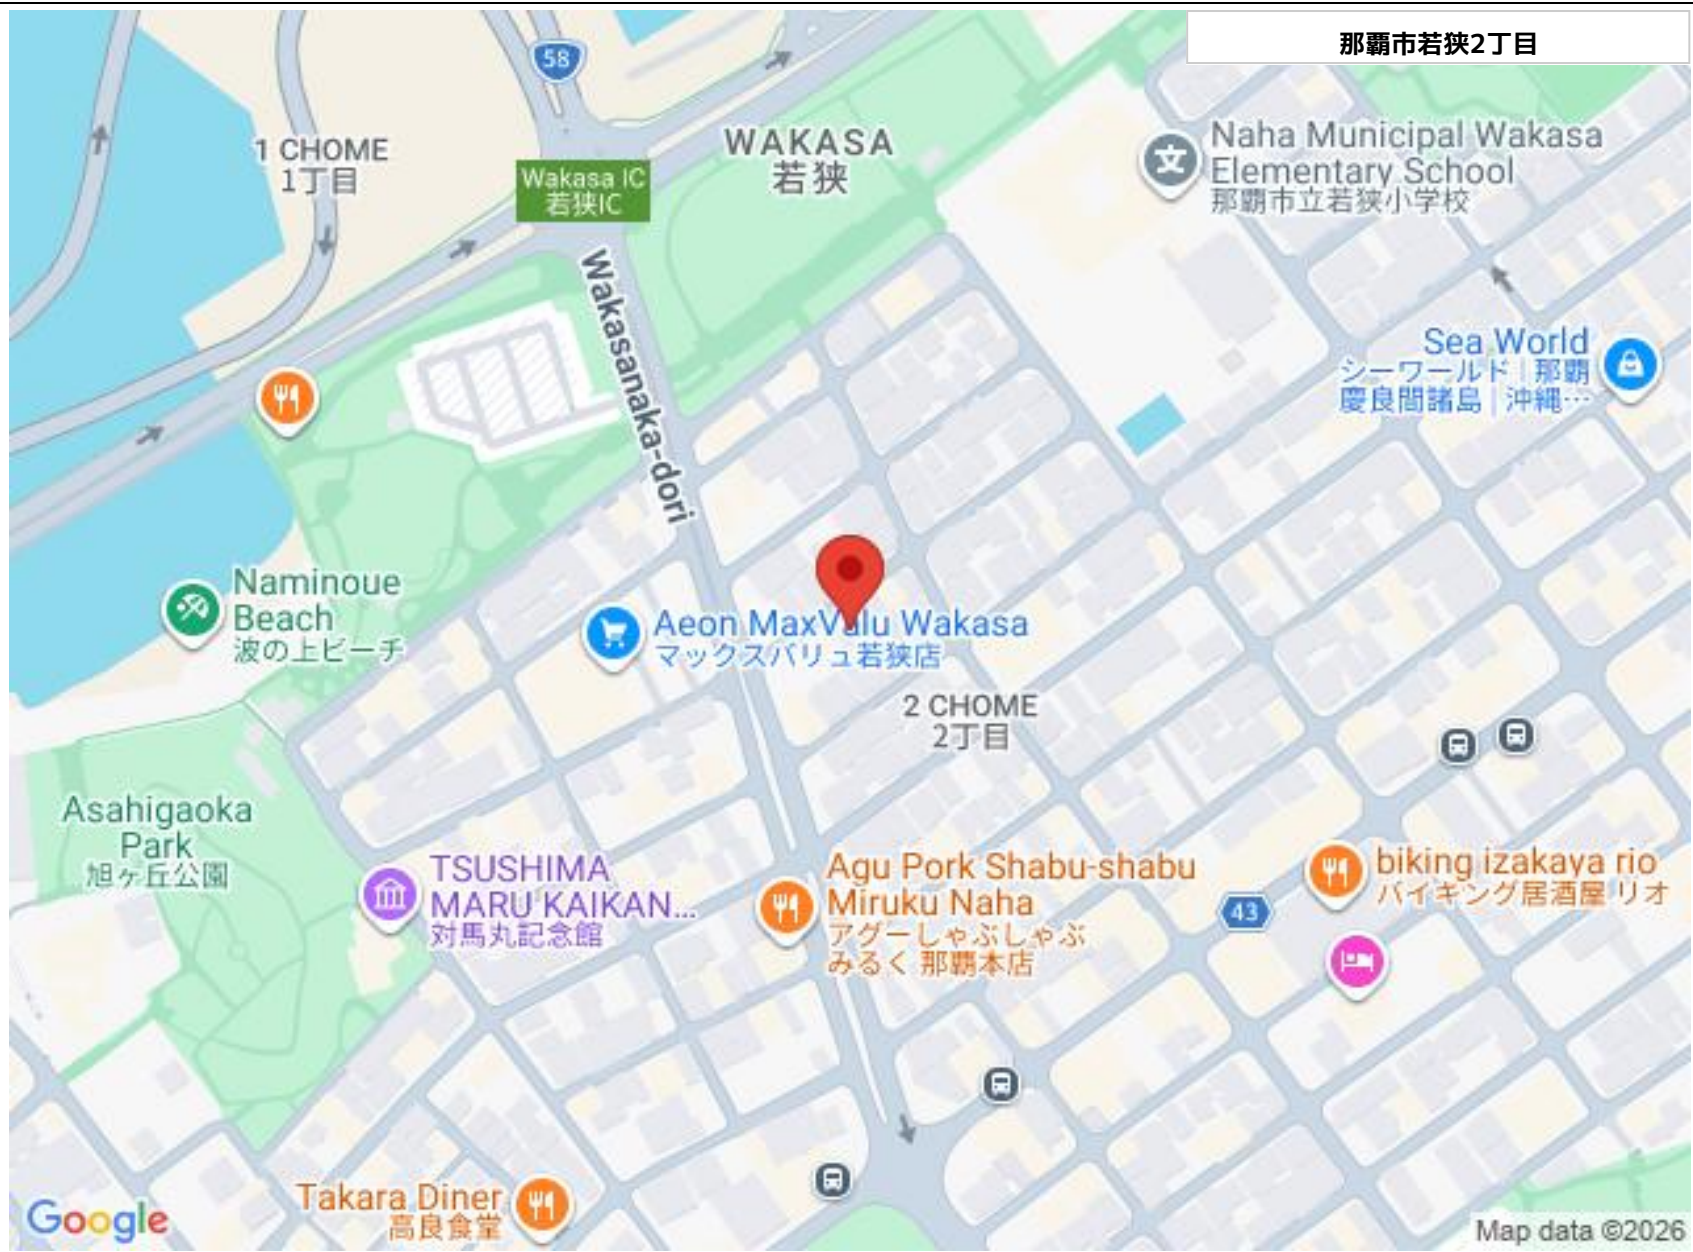 那覇市若狭2丁目
58
1 CHOME
1丁目
WAKASA
若狭
Wakasa IC
若狭IC
Naha Municipal Wakasa
Elementary School
那覇市立若狭小学校
文
Wakasanaka-dori
Sea World
シーワールド｜那覇
慶良間諸島｜沖縄…
Naminoue
Beach
波の上ビーチ
Aeon MaxValu Wakasa
マックスバリュ若狭店
2 CHOME
2丁目
Asahigaoka
Park
旭ヶ丘公園
TSUSHIMA
MARU KAIKAN...
対馬丸記念館
Agu Pork Shabu-shabu
Miruku Naha
アグーしゃぶしゃぶ
みるく 那覇本店
biking izakaya rio
バイキング居酒屋 リオ
43
Takara Diner
高良食堂
Google
Map data ©2026